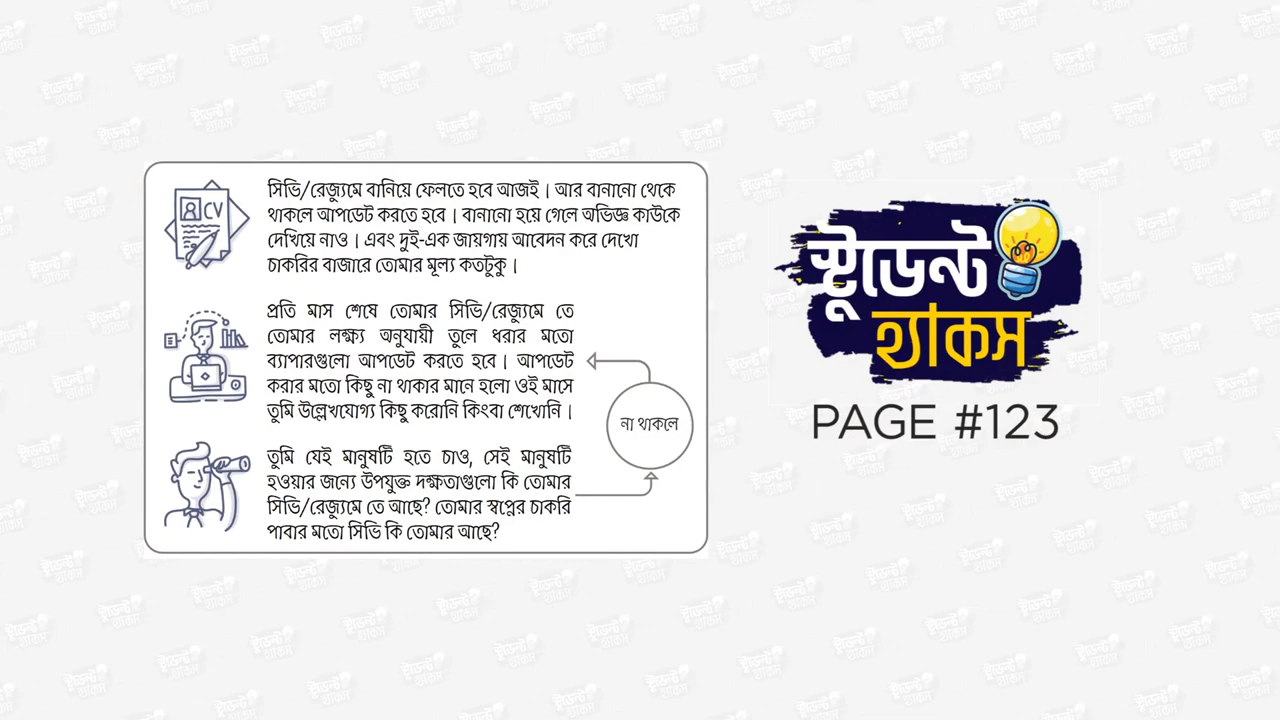 CV
সিভি/রেজ্যুমে বানিয়ে ফেলতে হবে আজই। আর বানানো থেকে
থাকলে আপডেট করতে হবে। বানানো হয়ে গেলে অভিজ্ঞ কাউকে
দেখিয়ে নাও। এবং দুই-এক জায়গায় আবেদন করে দেখো
চাকরির বাজারে তোমার মূল্য কতটুকু।
প্রতি মাস শেষে তোমার সিভি/রেজ্যুমে তে
তোমার লক্ষ্য অনুযায়ী তুলে ধরার মতো
ব্যাপারগুলো আপডেট করতে হবে। আপডেট
করার মতো কিছু না থাকার মানে হলো ওই মাসে
তুমি উল্লেখযোগ্য কিছু করোনি কিংবা শেখোনি।
না থাকলে
তুমি যেই মানুষটি হতে চাও, সেই মানুষটি
হওয়ার জন্যে উপযুক্ত দক্ষতাগুলো কি তোমার
সিভি/রেজ্যুমে তে আছে? তোমার স্বপ্নের চাকরি
পাবার মতো সিভি কি তোমার আছে?
স্টুডেন্ট
হ্যাকস
PAGE #123